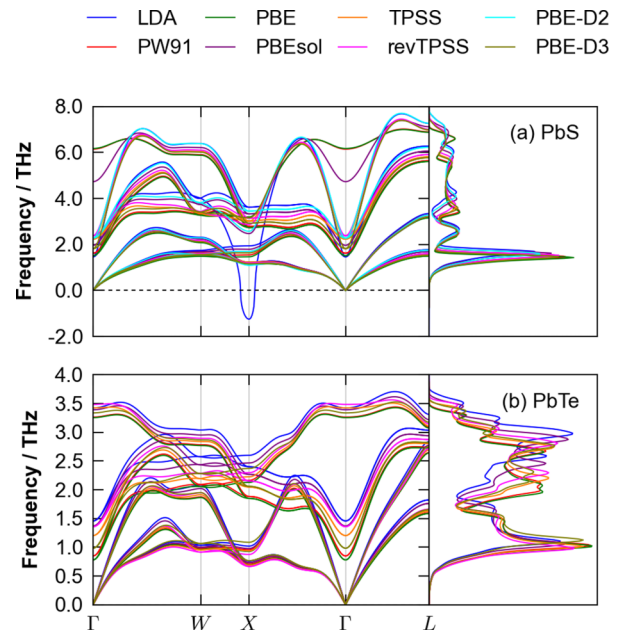 LDA PBE TPSS PBE-D2
PW91 PBEsol revTPSS PBE-D3
(a) PbS
Frequency / THz
8.0
6.0
4.0
2.0
0.0
-2.0
(b) PbTe
Frequency / THz
4.0
3.5
3.0
2.5
2.0
1.5
1.0
0.5
0.0
Γ W X Γ L